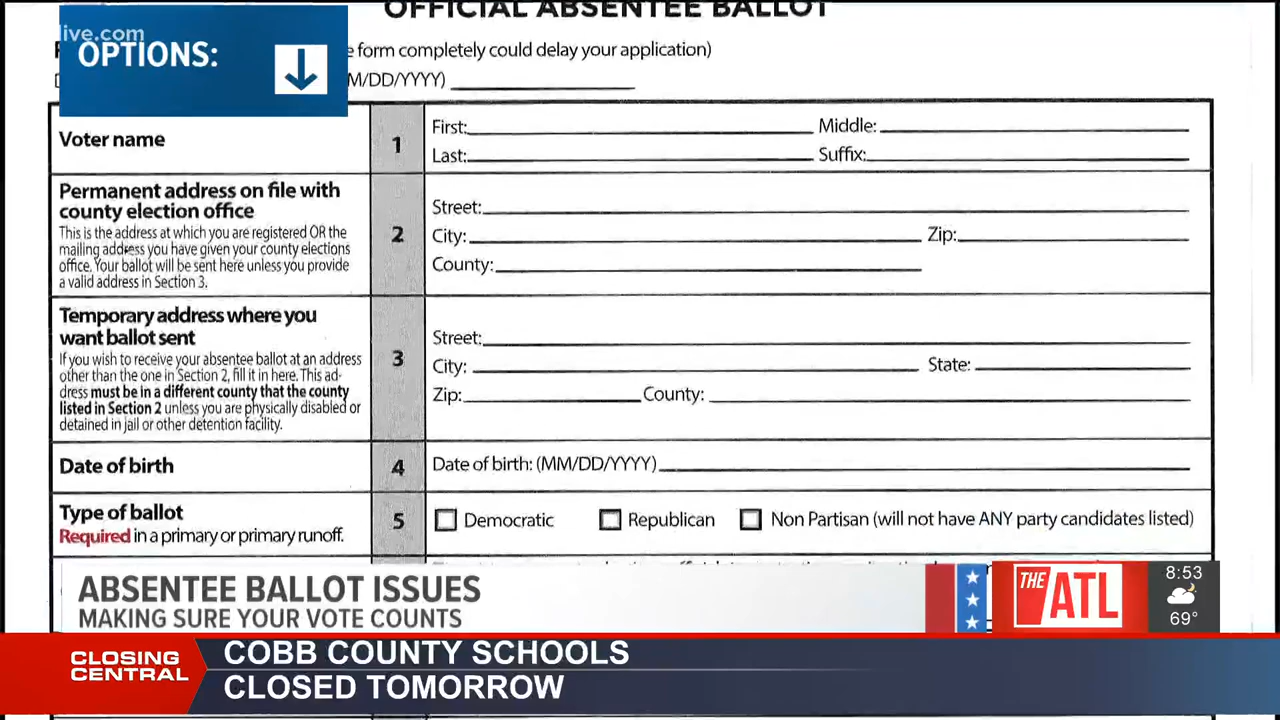 OFFICIAL ABSENTEE BALLOT
live.com
OPTIONS:
e form completely could delay your application)
M/DD/YYYY)
Voter name
1
First:
Middle:
Last:
Suffix:
Permanent address on file with
county election office
This is the address at which you are registered OR the
mailing address you have given your county elections
office. Your ballot will be sent here unless you provide
a valid address in Section 3.
2
Street:
City:
Zip:
County:
Temporary address where you
want ballot sent
If you wish to receive your absentee ballot at an address
other than the one in Section 2, fill it in here. This ad-
dress must be in a different county that the county
listed in Section 2 unless you are physically disabled or
detained in jail or other detention facility.
3
Street:
City:
State:
Zip:
County:
Date of birth
4
Date of birth: (MM/DD/YYYY)
Type of ballot
Required in a primary or primary runoff.
5
Democratic
Republican
Non Partisan (will not have ANY party candidates listed)
ABSENTEE BALLOT ISSUES
MAKING SURE YOUR VOTE COUNTS
THE ATL
8:53
69°
CLOSING
CENTRAL
COBB COUNTY SCHOOLS
CLOSED TOMORROW